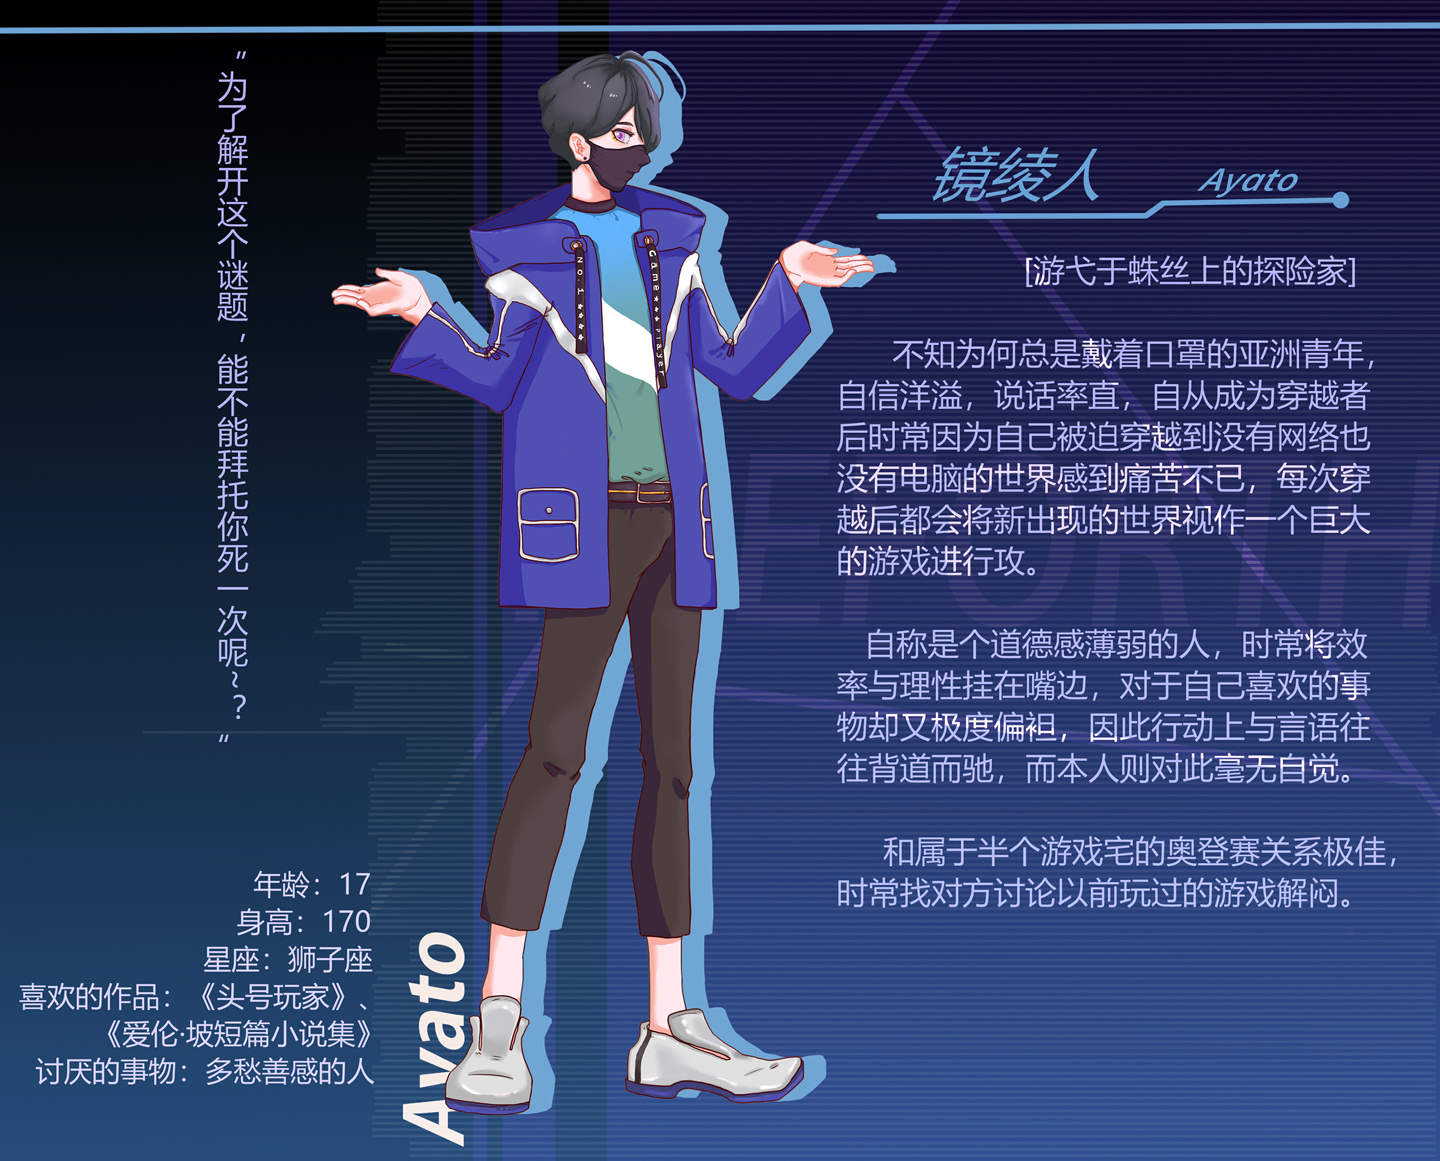 “为了解开这个谜题，能不能拜托你死一次呢~？”
镜绫人
Ayato
[游弋于蛛丝上的探险家]
不知为何总是戴着口罩的亚洲青年，
自信洋溢，说话率直，自从成为穿越者
后时常因为自己被迫穿越到没有网络也
没有电脑的世界感到痛苦不已，每次穿
越后都会将新出现的世界视作一个巨大
的游戏进行攻。
自称是个道德感薄弱的人，时常将效
率与理性挂在嘴边，对于自己喜欢的事
物却又极度偏袒，因此行动上与言语往
往背道而驰，而本人则对此毫无自觉。
和属于半个游戏宅的奥登赛关系极佳，
时常找对方讨论以前玩过的游戏解闷。
年龄：17
身高：170
星座：狮子座
喜欢的作品：《头号玩家》、
《爱伦·坡短篇小说集》
讨厌的事物：多愁善感的人
Ayato
NO.1 ****
Game*** Player